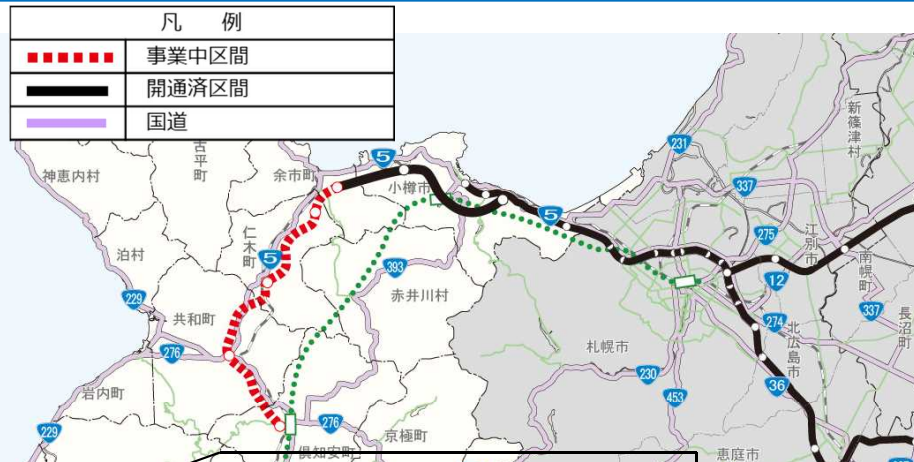 凡 例
事業中区間
開通済区間
国道
新篠津村
古平町
神恵内村
余市町
5
小樽市
231
337
5
仁木町
5
275
江別市
泊村
393
12
南幌町
229
赤井川村
共和町
274
北広島市
337
長沼町
276
札幌市
岩内町
230
453
36
229
276
京極町
倶知安町
恵庭市